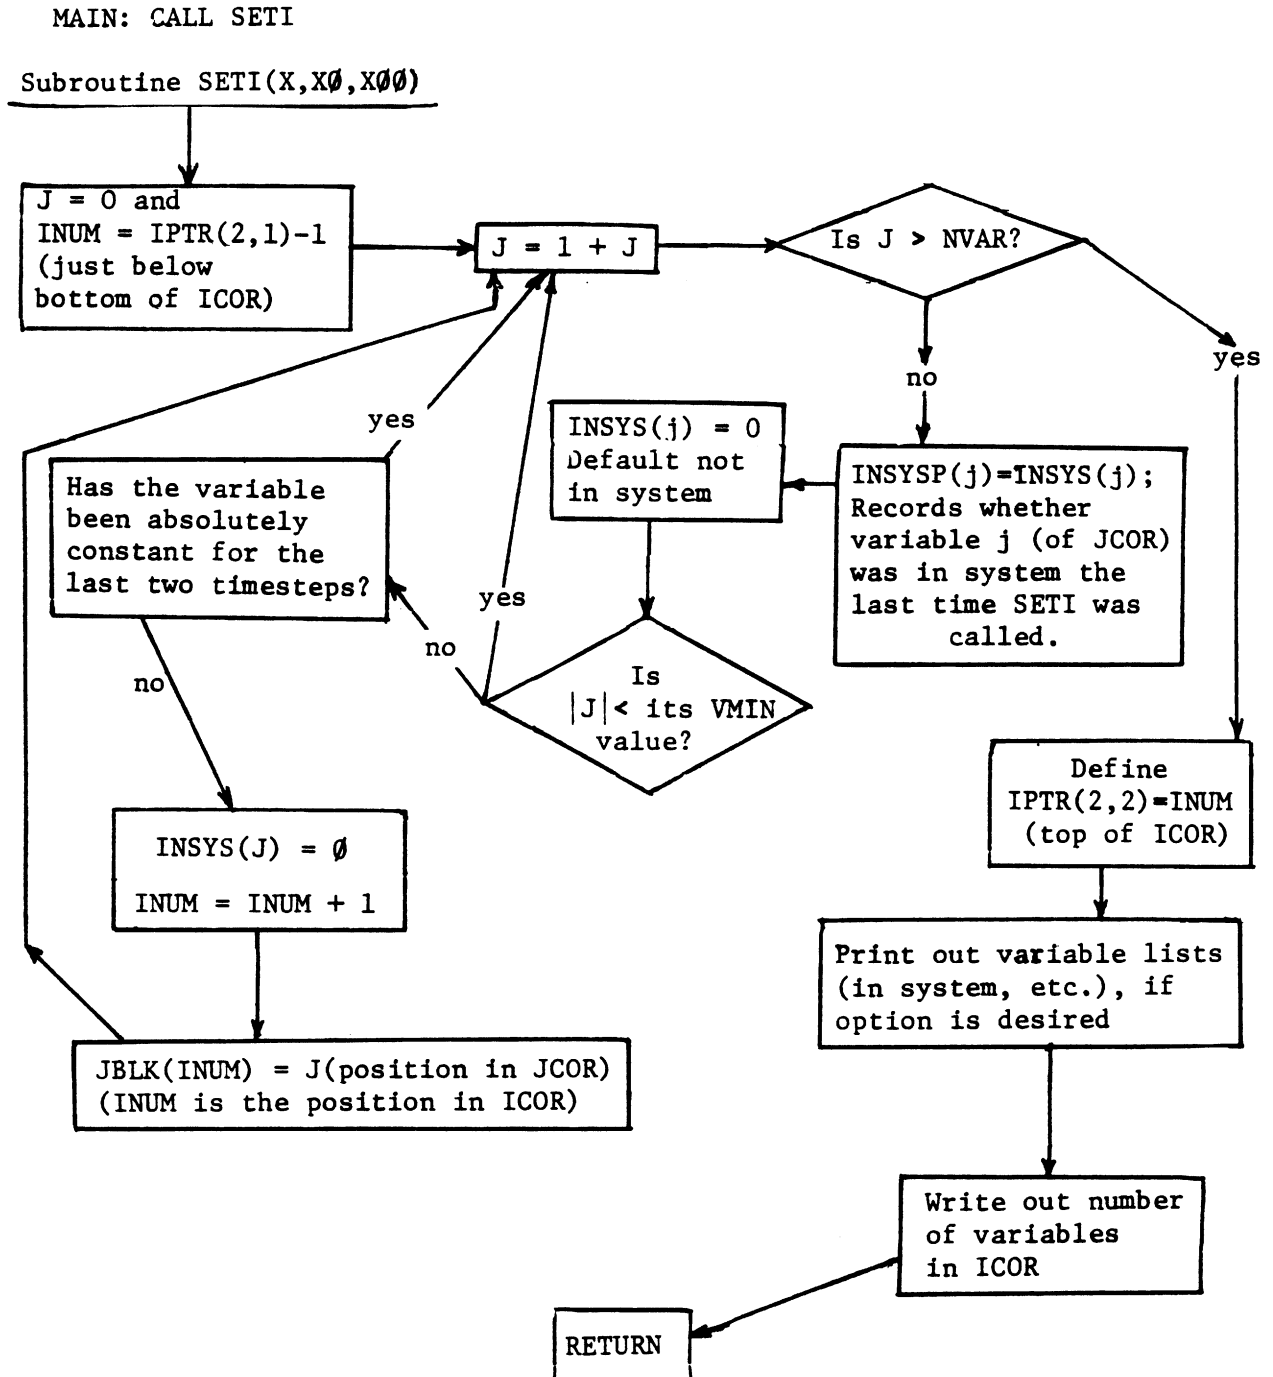 MAIN: CALL SETI
Subroutine SETI(X,XØ,XØØ)
J = 0 and
INUM = IPTR(2,1)-1
(just below
bottom of ICOR)
J = 1 + J
Is J > NVAR?
yes
no
INSYSP(j)=INSYS(j);
Records whether
variable j (of JCOR)
was in system the
last time SETI was
called.
INSYS(j) = 0
Default not
in system
Is
|J|< its VMIN
value?
yes
no
Has the variable
been absolutely
constant for the
last two timesteps?
yes
no
INSYS(J) = Ø
INUM = INUM + 1
JBLK(INUM) = J(position in JCOR)
(INUM is the position in ICOR)
Define
IPTR(2,2)=INUM
(top of ICOR)
Print out variable lists
(in system, etc.), if
option is desired
Write out number
of variables
in ICOR
RETURN